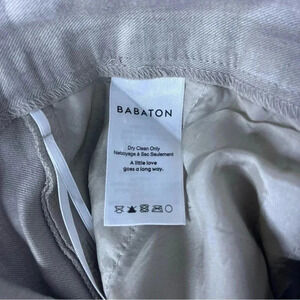 BABATON
Dry Clean Only
Nettoyage à Sec Seulement
A little love
goes a long way.